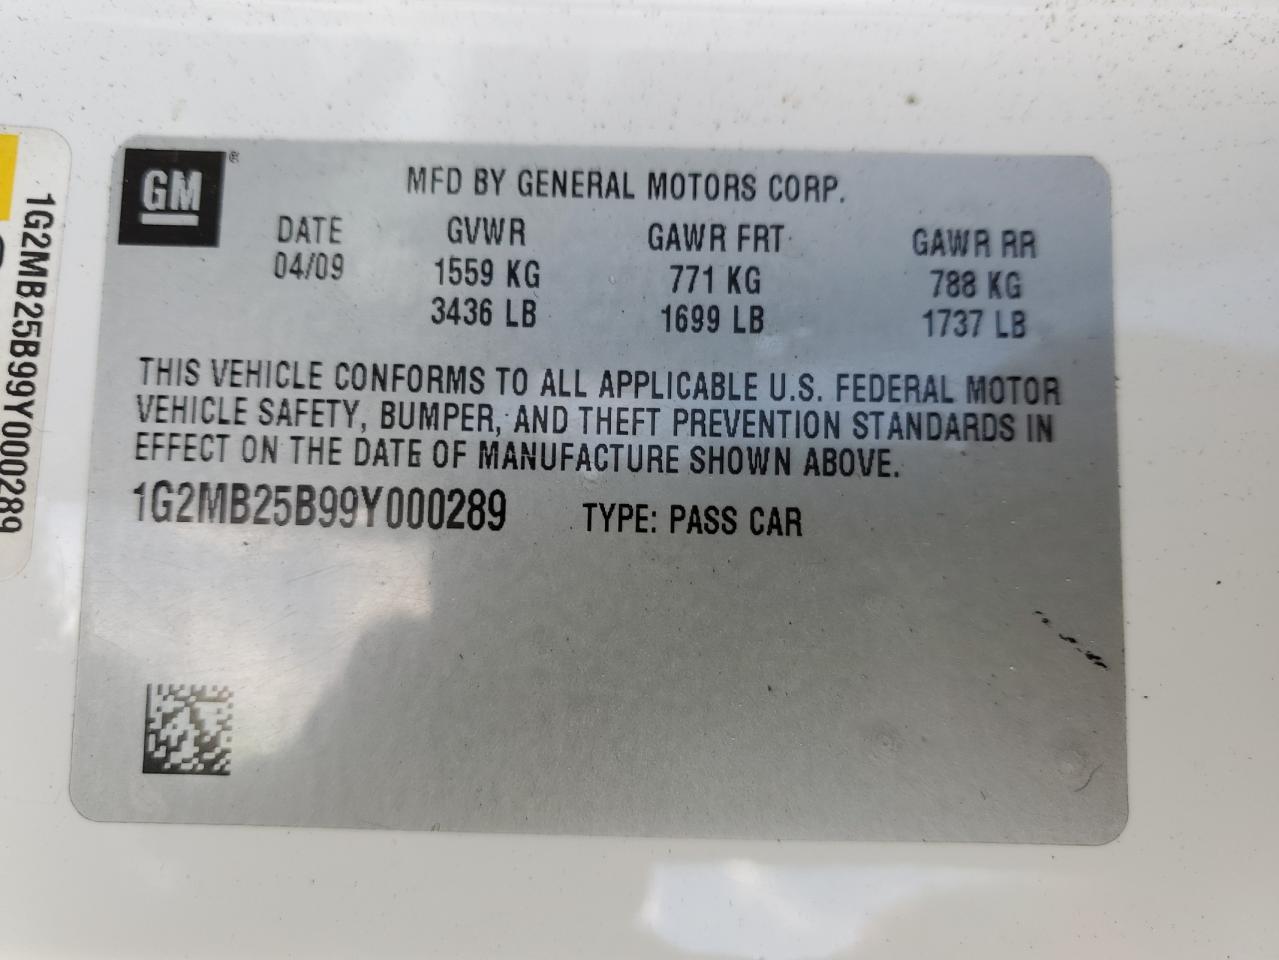 GM ®
MFD BY GENERAL MOTORS CORP.
DATE GVWR GAWR FRT GAWR RR
04/09 1559 KG 771 KG 788 KG
3436 LB 1699 LB 1737 LB
THIS VEHICLE CONFORMS TO ALL APPLICABLE U.S. FEDERAL MOTOR
VEHICLE SAFETY, BUMPER, AND THEFT PREVENTION STANDARDS IN
EFFECT ON THE DATE OF MANUFACTURE SHOWN ABOVE.
1G2MB25B99Y000289 TYPE: PASS CAR
1G2MB25B99Y000289